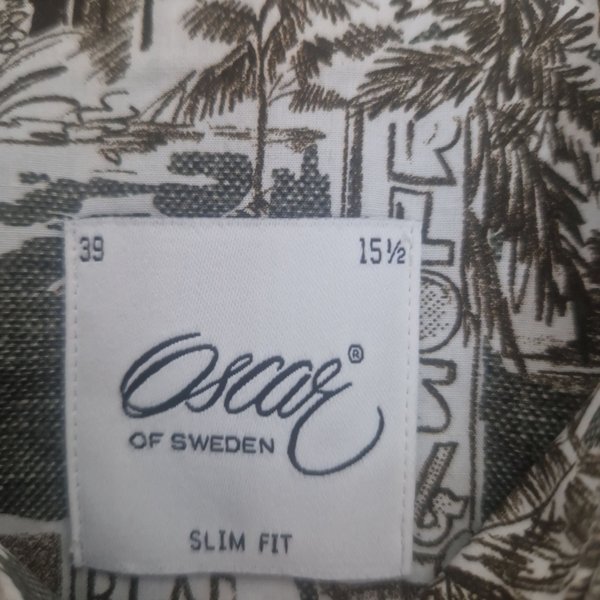 39 15½
Oscar®
OF SWEDEN
SLIM FIT